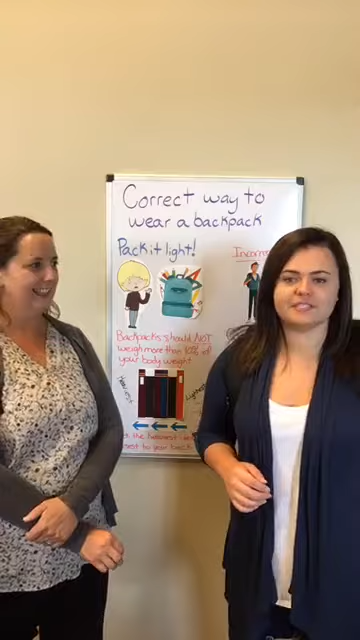 Correct way to
wear a backpack
Pack it light!
Backpacks should NOT
weigh more than 10% of
your body weight
Heaviest
Lightest
the heaviest
to your back